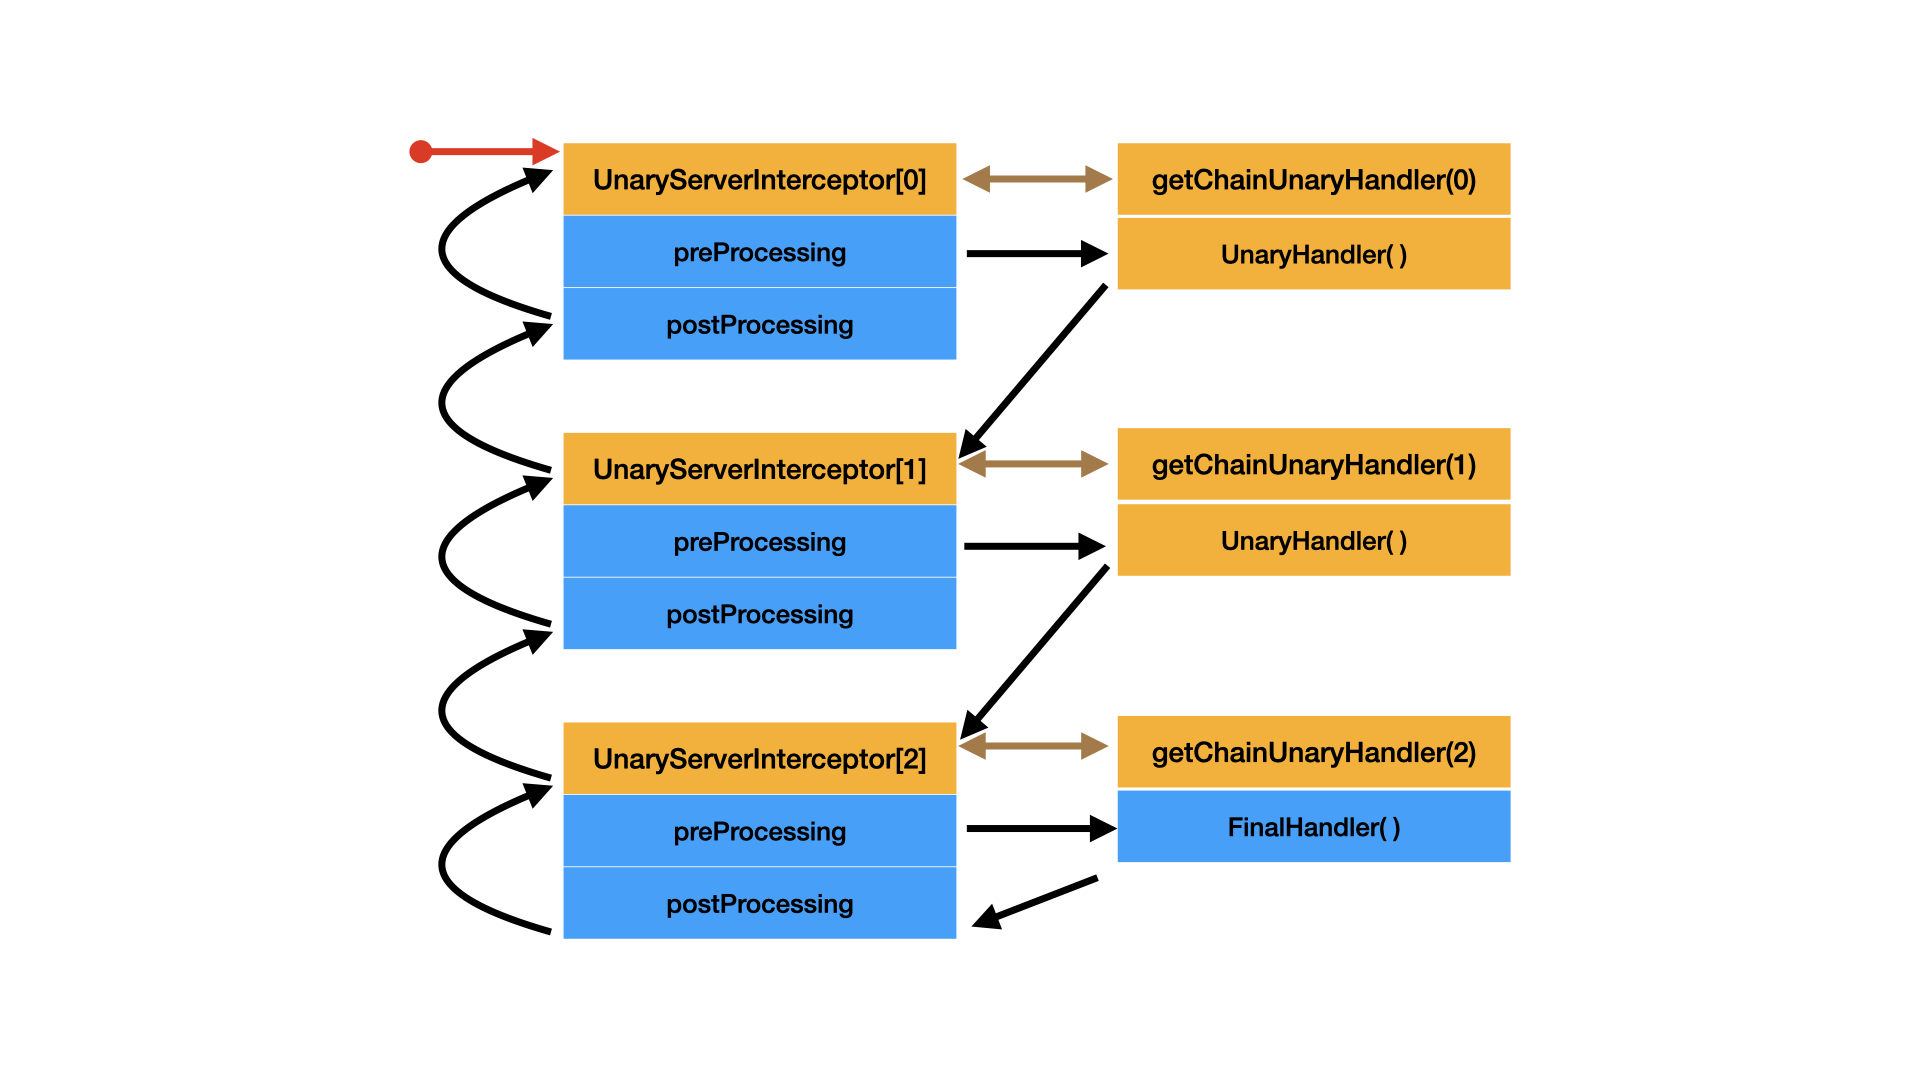 UnaryServerInterceptor[0]
getChainUnaryHandler(0)
preProcessing
UnaryHandler( )
postProcessing
UnaryServerInterceptor[1]
getChainUnaryHandler(1)
preProcessing
UnaryHandler( )
postProcessing
UnaryServerInterceptor[2]
getChainUnaryHandler(2)
preProcessing
FinalHandler( )
postProcessing